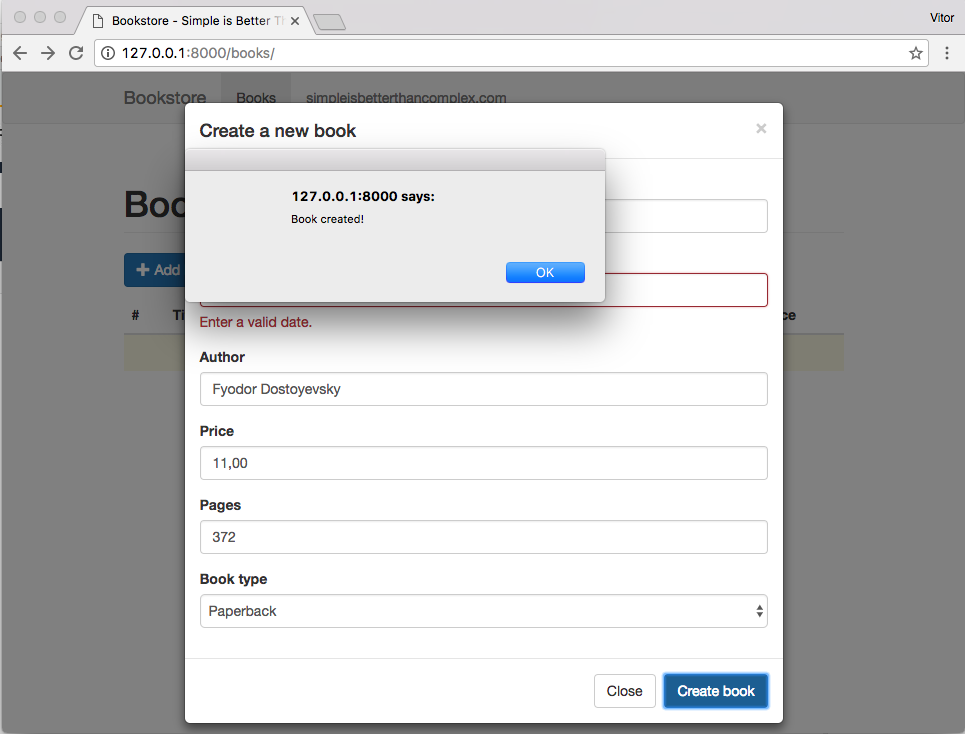 Bookstore - Simple is Better Th
Vitor
127.0.0.1:8000/books/
Bookstore Books simpleisbetterthancomplex.com
Create a new book ×
127.0.0.1:8000 says:
Book created!
Boo
Add
OK
# Ti ce
Enter a valid date.
Author
Fyodor Dostoyevsky
Price
11,00
Pages
372
Book type
Paperback
Close Create book